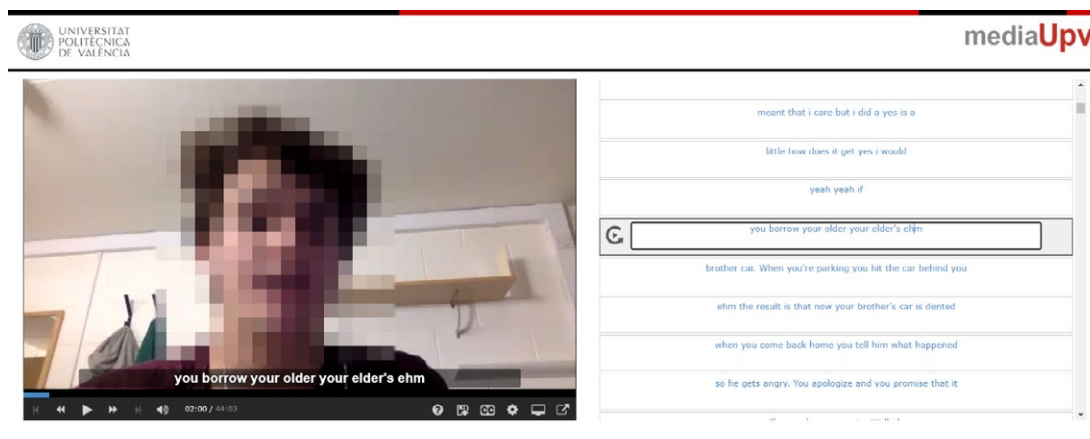 UNIVERSITAT
POLITÈCNICA
DE VALÈNCIA
mediaUpv
meant that i care but i did a yes is a
little how does it get yes i would
yeah yeah if
you borrow your older your elder's ehm
brother car. When you're parking you hit the car behind you
ehm the result is that now your brother's car is dented
when you come back home you tell him what happened
so he gets angry. You apologize and you promise that it
you borrow your older your elder's ehm
02:00 / 44:03
CC